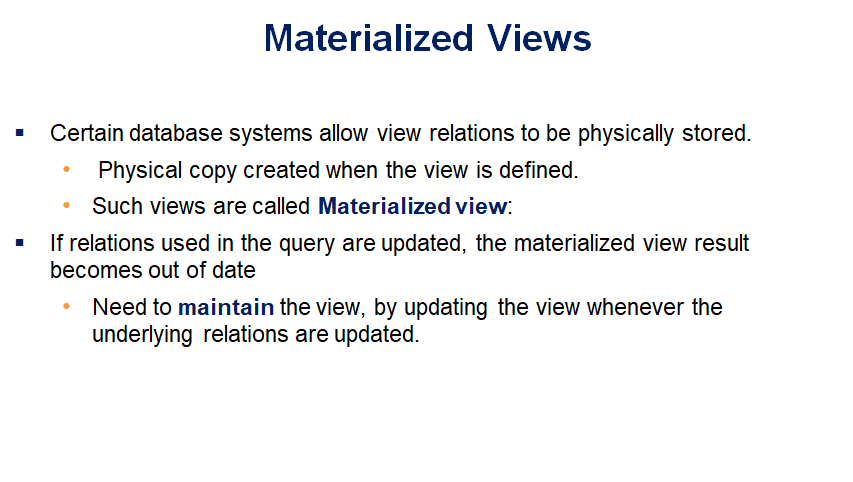 Materialized Views
▪ Certain database systems allow view relations to be physically stored.
• Physical copy created when the view is defined.
• Such views are called Materialized view:
▪ If relations used in the query are updated, the materialized view result
becomes out of date
• Need to maintain the view, by updating the view whenever the
underlying relations are updated.